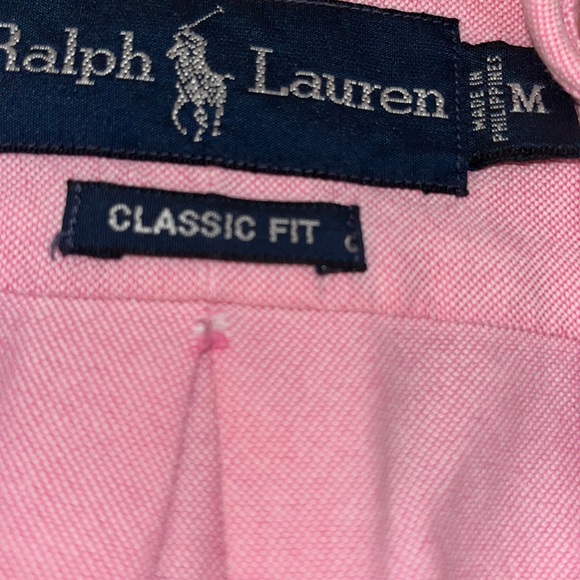 Ralph Lauren
M
MADE IN
PHILIPPINES
CLASSIC FIT